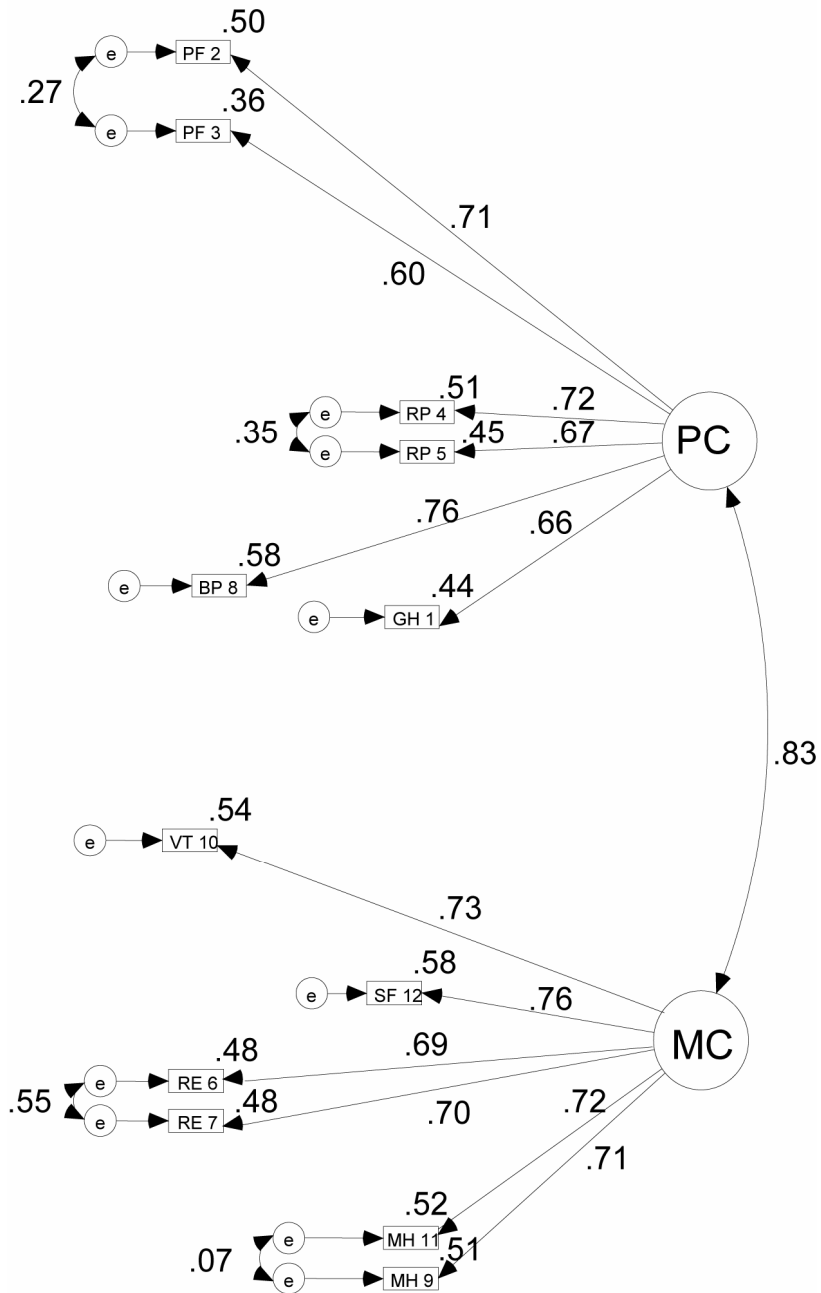 .50
e PF 2
.27
.36
e PF 3
.71
.60
.51
e RP 4
.72
.35
.45
e RP 5
.67
PC
.76
.66
.58
e BP 8
.44
e GH 1
.83
.54
e VT 10
.73
.58
e SF 12
.76
MC
.48
e RE 6
.69
.55
.48
e RE 7
.70
.72
.71
.52
e MH 11
.07
.51
e MH 9